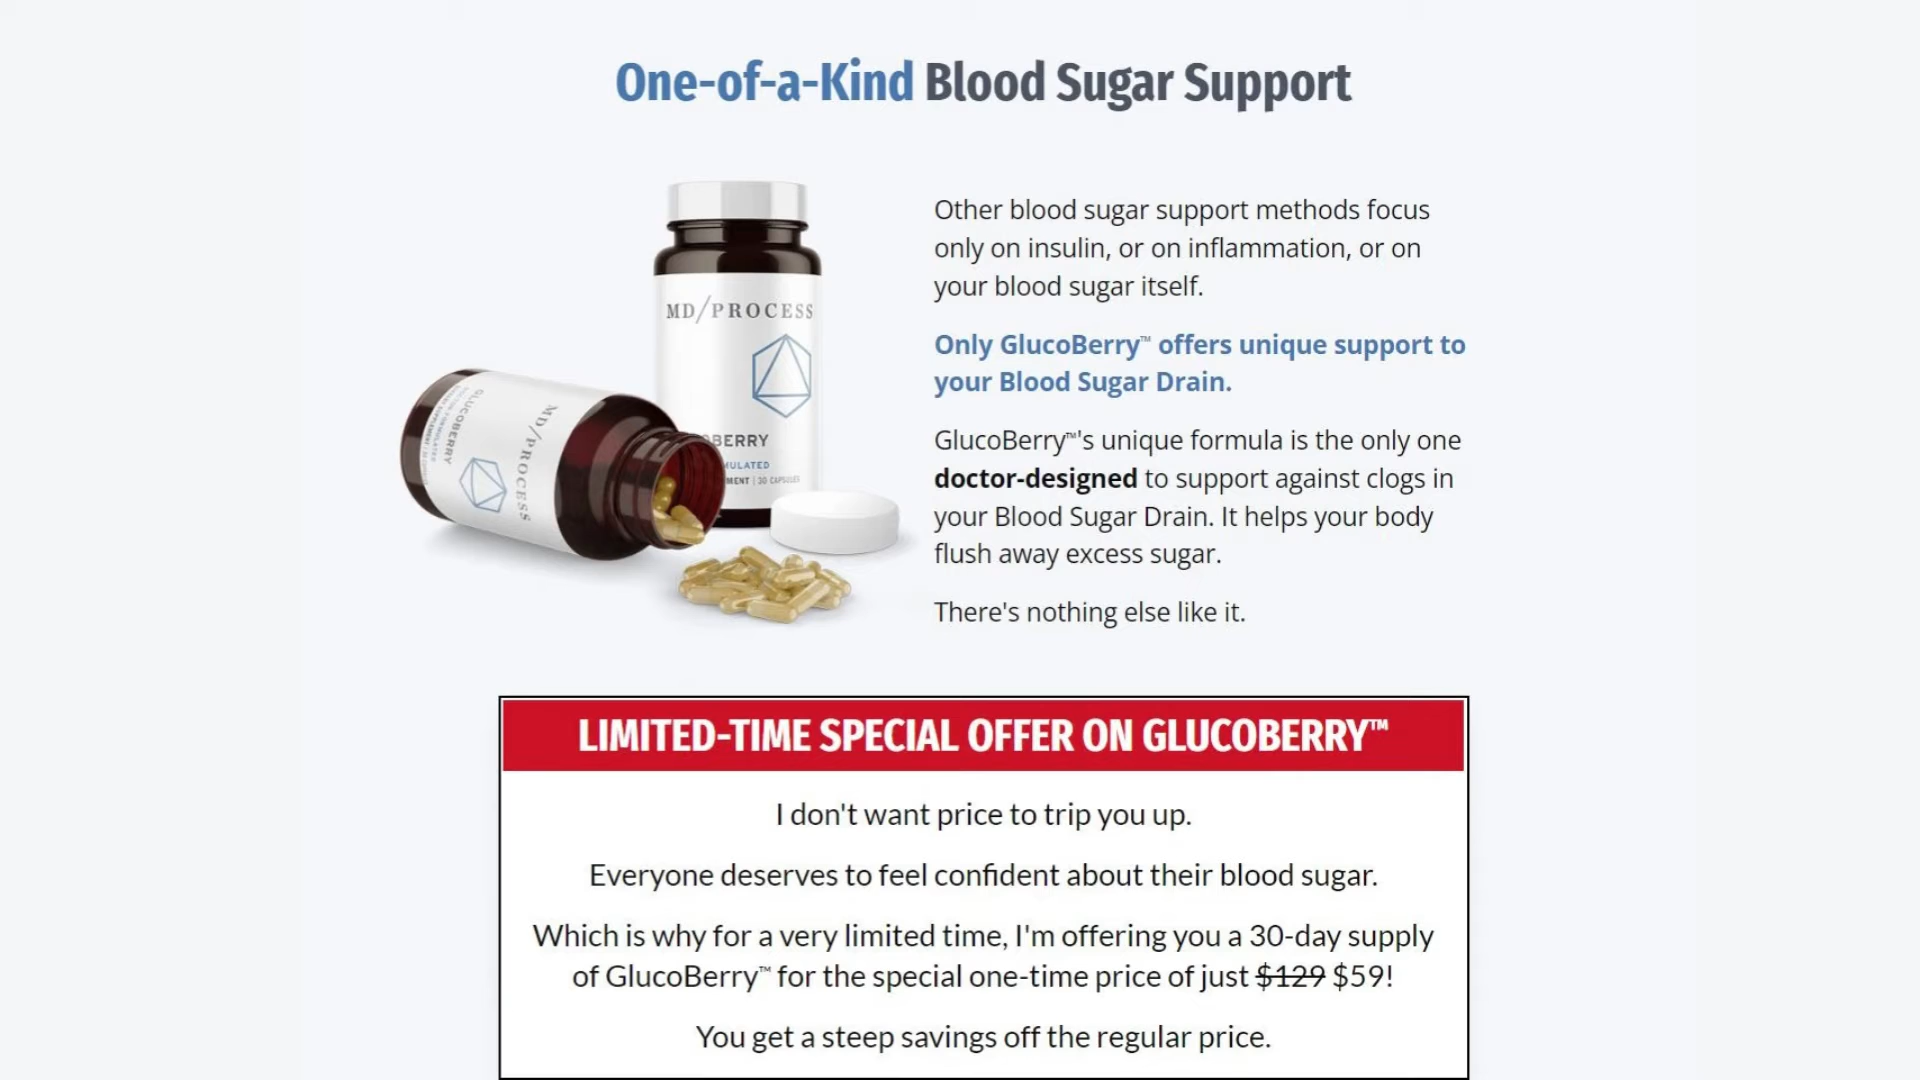 One-of-a-Kind Blood Sugar Support
MD/PROCESS
BERRY
MULATED
MENT | 30 CAPSULES
MD/PROCESS
GLUCOBERRY
Other blood sugar support methods focus
only on insulin, or on inflammation, or on
your blood sugar itself.
Only GlucoBerry™ offers unique support to
your Blood Sugar Drain.
GlucoBerry™'s unique formula is the only one
doctor-designed to support against clogs in
your Blood Sugar Drain. It helps your body
flush away excess sugar.
There's nothing else like it.
LIMITED-TIME SPECIAL OFFER ON GLUCOBERRY™
I don't want price to trip you up.
Everyone deserves to feel confident about their blood sugar.
Which is why for a very limited time, I'm offering you a 30-day supply
of GlucoBerry™ for the special one-time price of just $129 $59!
You get a steep savings off the regular price.